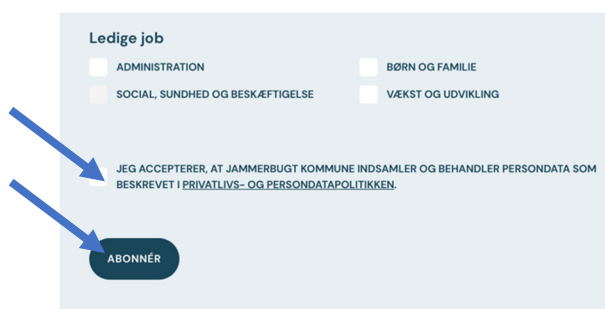 Ledige job
ADMINISTRATION
BØRN OG FAMILIE
SOCIAL, SUNDHED OG BESKÆFTIGELSE
VÆKST OG UDVIKLING
JEG ACCEPTERER, AT JAMMERBUGT KOMMUNE INDSAMLER OG BEHANDLER PERSONDATA SOM
BESKREVET I PRIVATLIVS- OG PERSONDATAPOLITIKKEN.
ABONNÉR